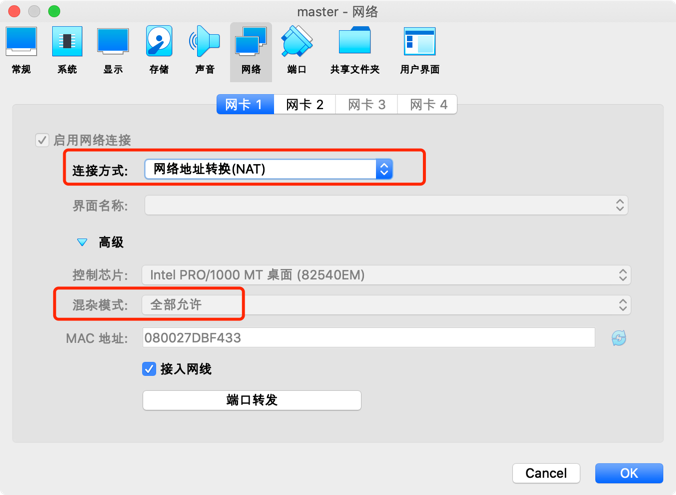 master - 网络
常规 系统 显示 存储 声音 网络 端口 共享文件夹 用户界面
网卡 1 网卡 2 网卡 3 网卡 4
启用网络连接
连接方式: 网络地址转换(NAT)
界面名称:
高级
控制芯片: Intel PRO/1000 MT 桌面 (82540EM)
混杂模式: 全部允许
MAC 地址: 080027DBF433
接入网线
端口转发
Cancel OK